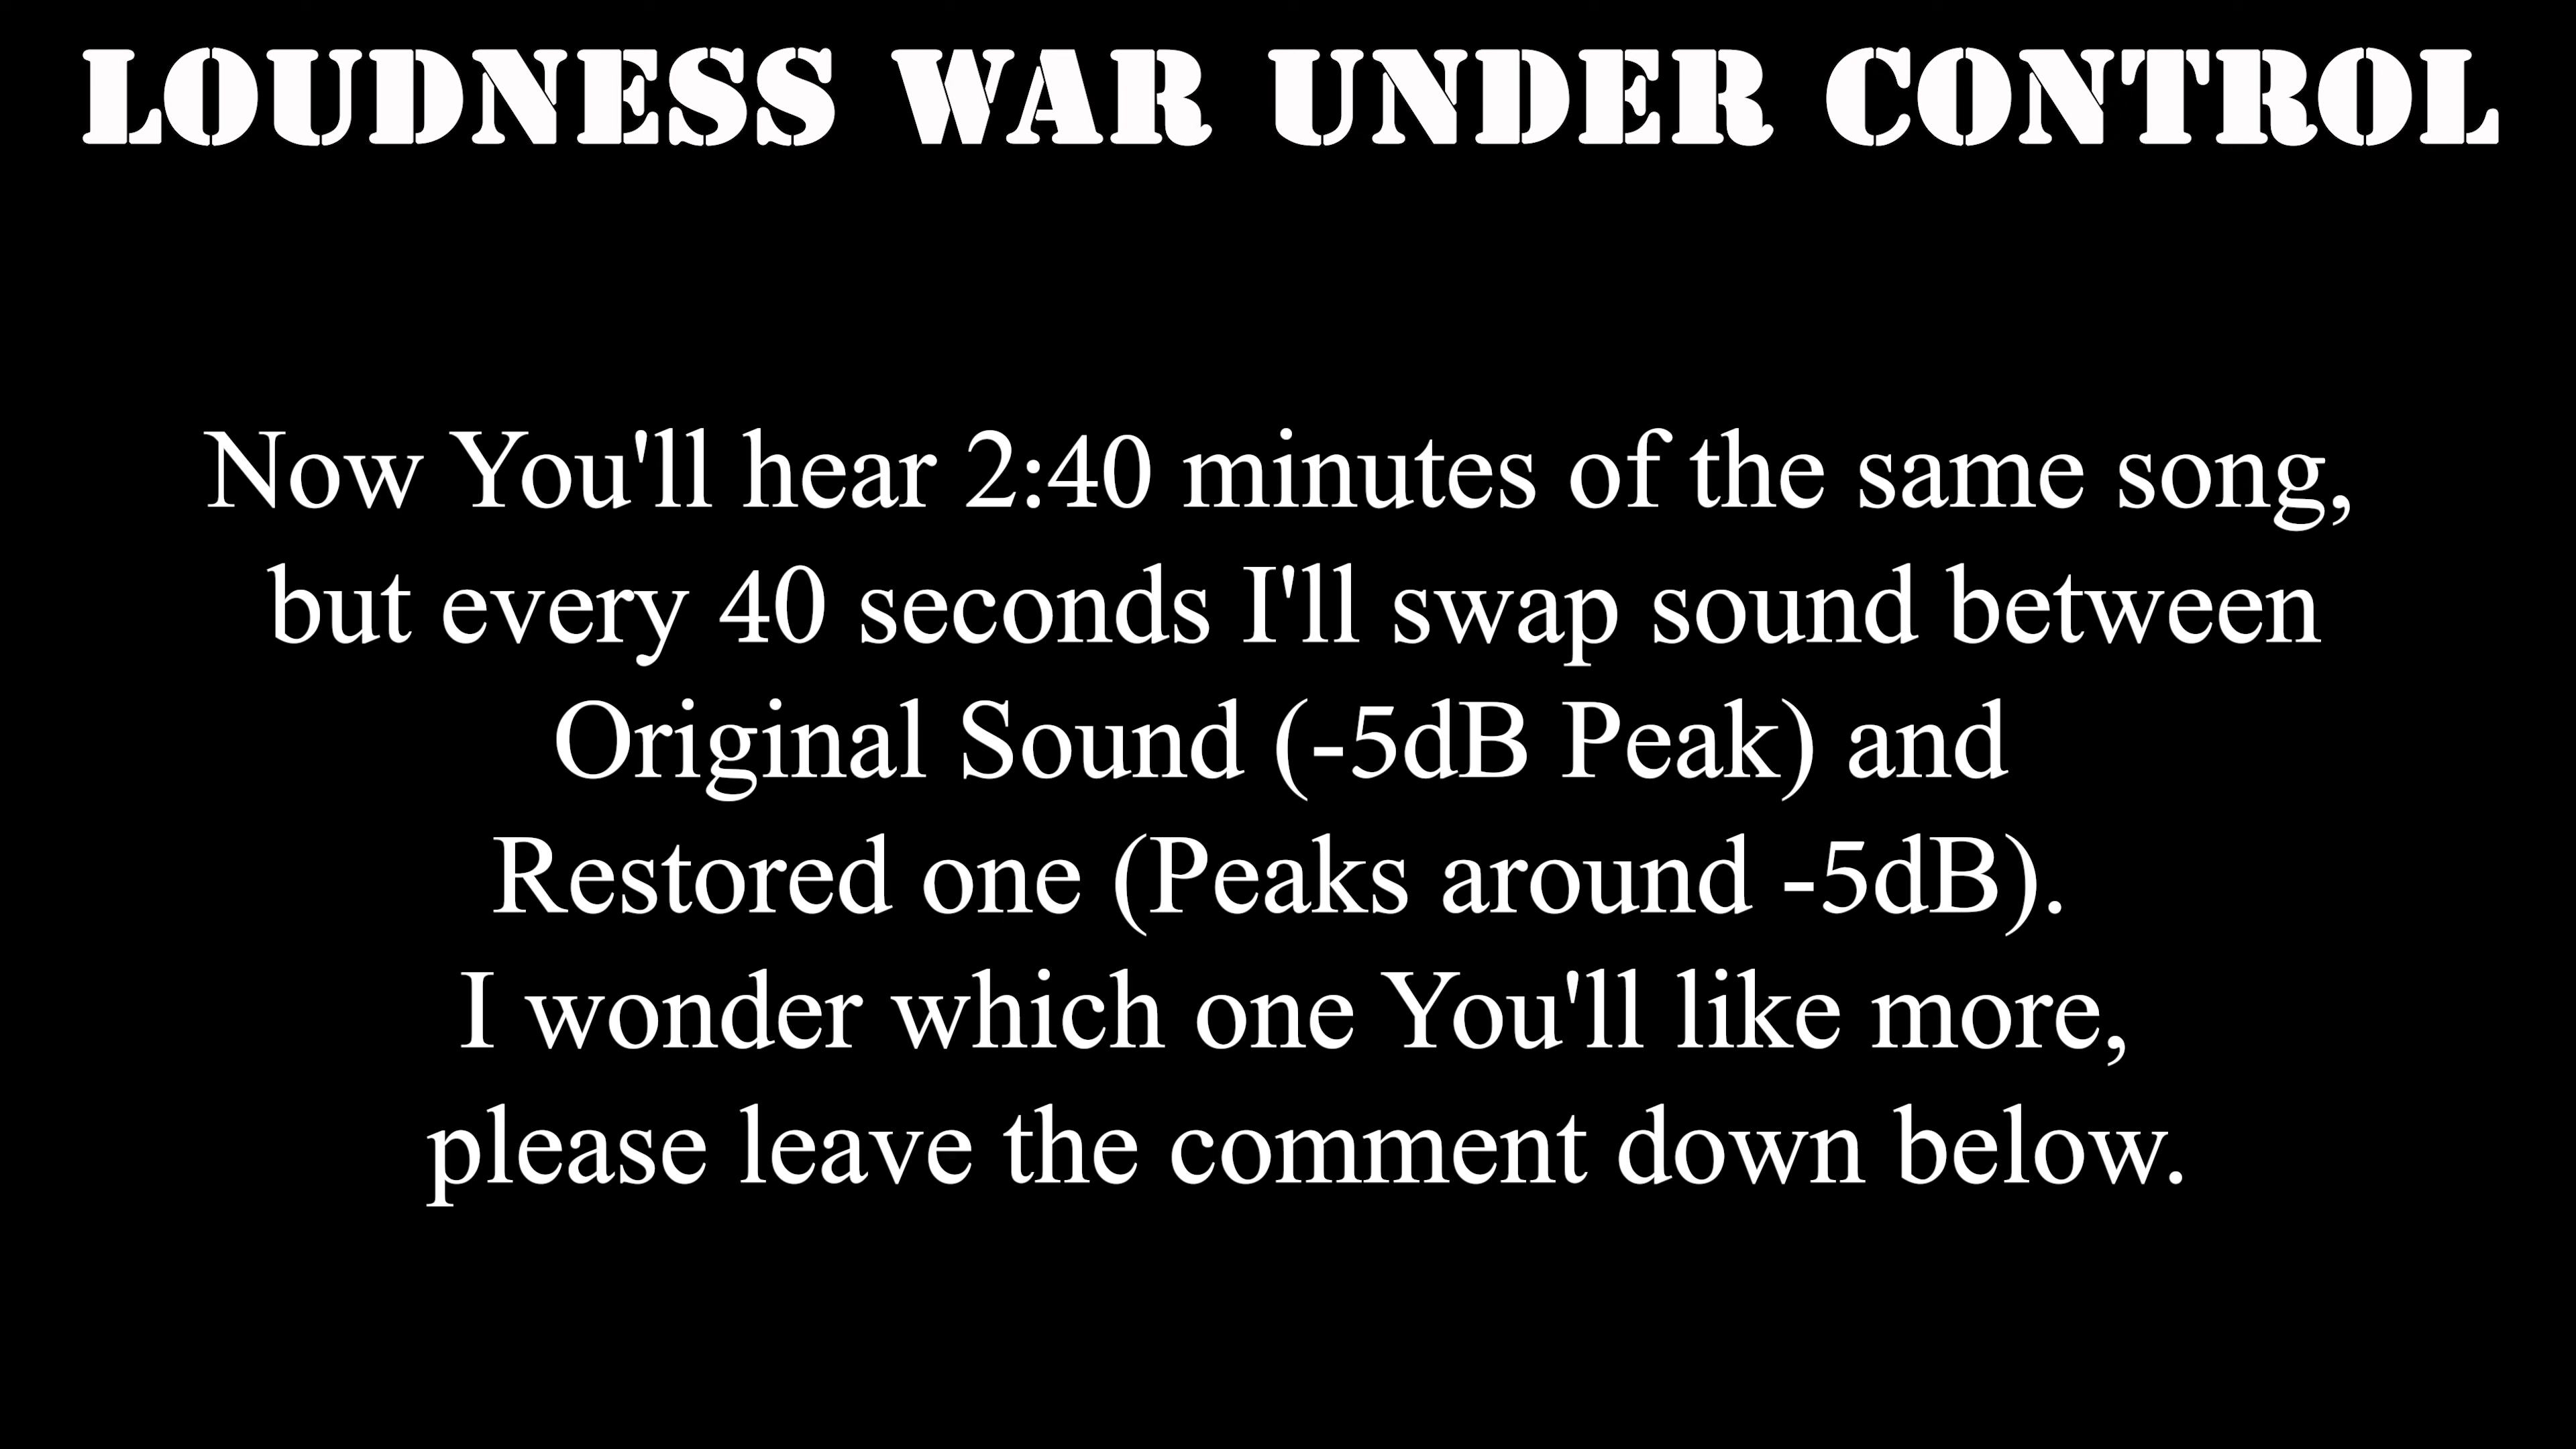 LOUDNESS WAR UNDER CONTROL
Now You'll hear 2:40 minutes of the same song,
but every 40 seconds I'll swap sound between
Original Sound (-5dB Peak) and
Restored one (Peaks around -5dB).
I wonder which one You'll like more,
please leave the comment down below.